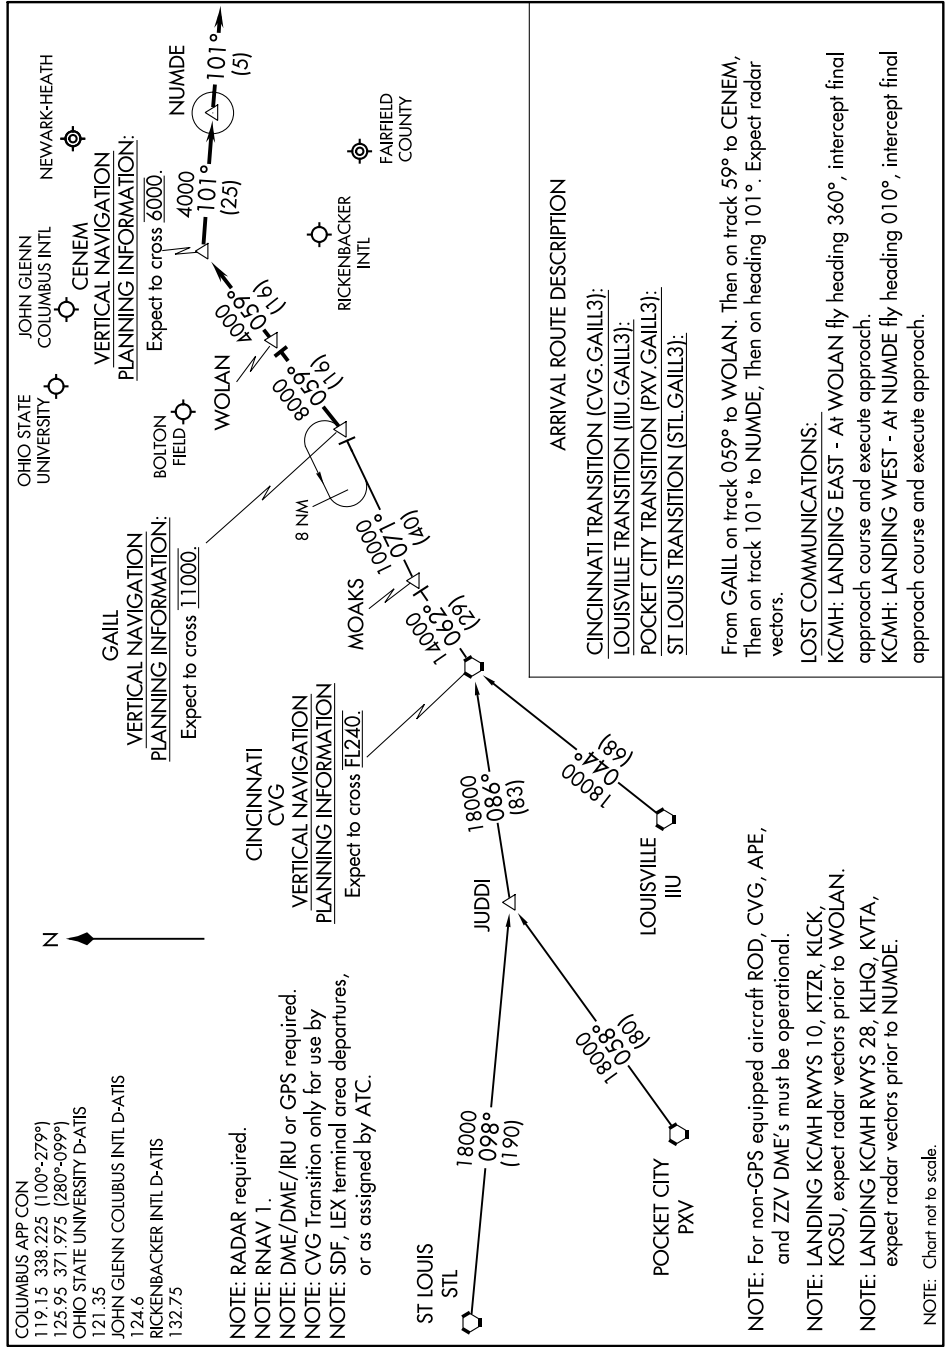 COLUMBUS APP CON
119.15 338.225 (100°-279°)
125.95 371.975 (280°-099°)
OHIO STATE UNIVERSITY D-ATIS
121.35
JOHN GLENN COLUBUS INTL D-ATIS
124.6
RICKENBACKER INTL D-ATIS
132.75
N
NOTE: RADAR required.
NOTE: RNAV 1.
NOTE: DME/DME/IRU or GPS required.
NOTE: CVG Transition only for use by
NOTE: SDF, LEX terminal area departures,
or as assigned by ATC.
OHIO STATE
UNIVERSITY
JOHN GLENN
COLUMBUS INTL
NEWARK-HEATH
BOLTON
FIELD
RICKENBACKER
INTL
FAIRFIELD
COUNTY
GAILL
VERTICAL NAVIGATION
PLANNING INFORMATION:
Expect to cross 11000.
CENEM
VERTICAL NAVIGATION
PLANNING INFORMATION:
Expect to cross 6000.
CINCINNATI
CVG
VERTICAL NAVIGATION
PLANNING INFORMATION
Expect to cross FL240.
ST LOUIS
STL
18000
098°
(190)
POCKET CITY
PXV
18000
058°
(80)
JUDDI
18000
086°
(83)
LOUISVILLE
IIU
18000
044°
(68)
14000
062°
(29)
MOAKS
10000
071°
(40)
8 NM
8000
059°
(16)
WOLAN
4000
059°
(16)
4000
101°
(25)
NUMDE
101°
(5)
NOTE: For non-GPS equipped aircraft ROD, CVG, APE,
and ZZV DME's must be operational.
NOTE: LANDING KCMH RWYS 10, KTZR, KLCK,
KOSU, expect radar vectors prior to WOLAN.
NOTE: LANDING KCMH RWYS 28, KLHQ, KVTA,
expect radar vectors prior to NUMDE.
NOTE: Chart not to scale.
ARRIVAL ROUTE DESCRIPTION
CINCINNATI TRANSITION (CVG.GAILL3):
LOUISVILLE TRANSITION (IIU.GAILL3):
POCKET CITY TRANSITION (PXV.GAILL3):
ST LOUIS TRANSITION (STL.GAILL3):
From GAILL on track 059° to WOLAN. Then on track 59° to CENEM,
Then on track 101° to NUMDE, Then on heading 101°. Expect radar
vectors.
LOST COMMUNICATIONS:
KCMH: LANDING EAST - At WOLAN fly heading 360°, intercept final
approach course and execute approach.
KCMH: LANDING WEST - At NUMDE fly heading 010°, intercept final
approach course and execute approach.